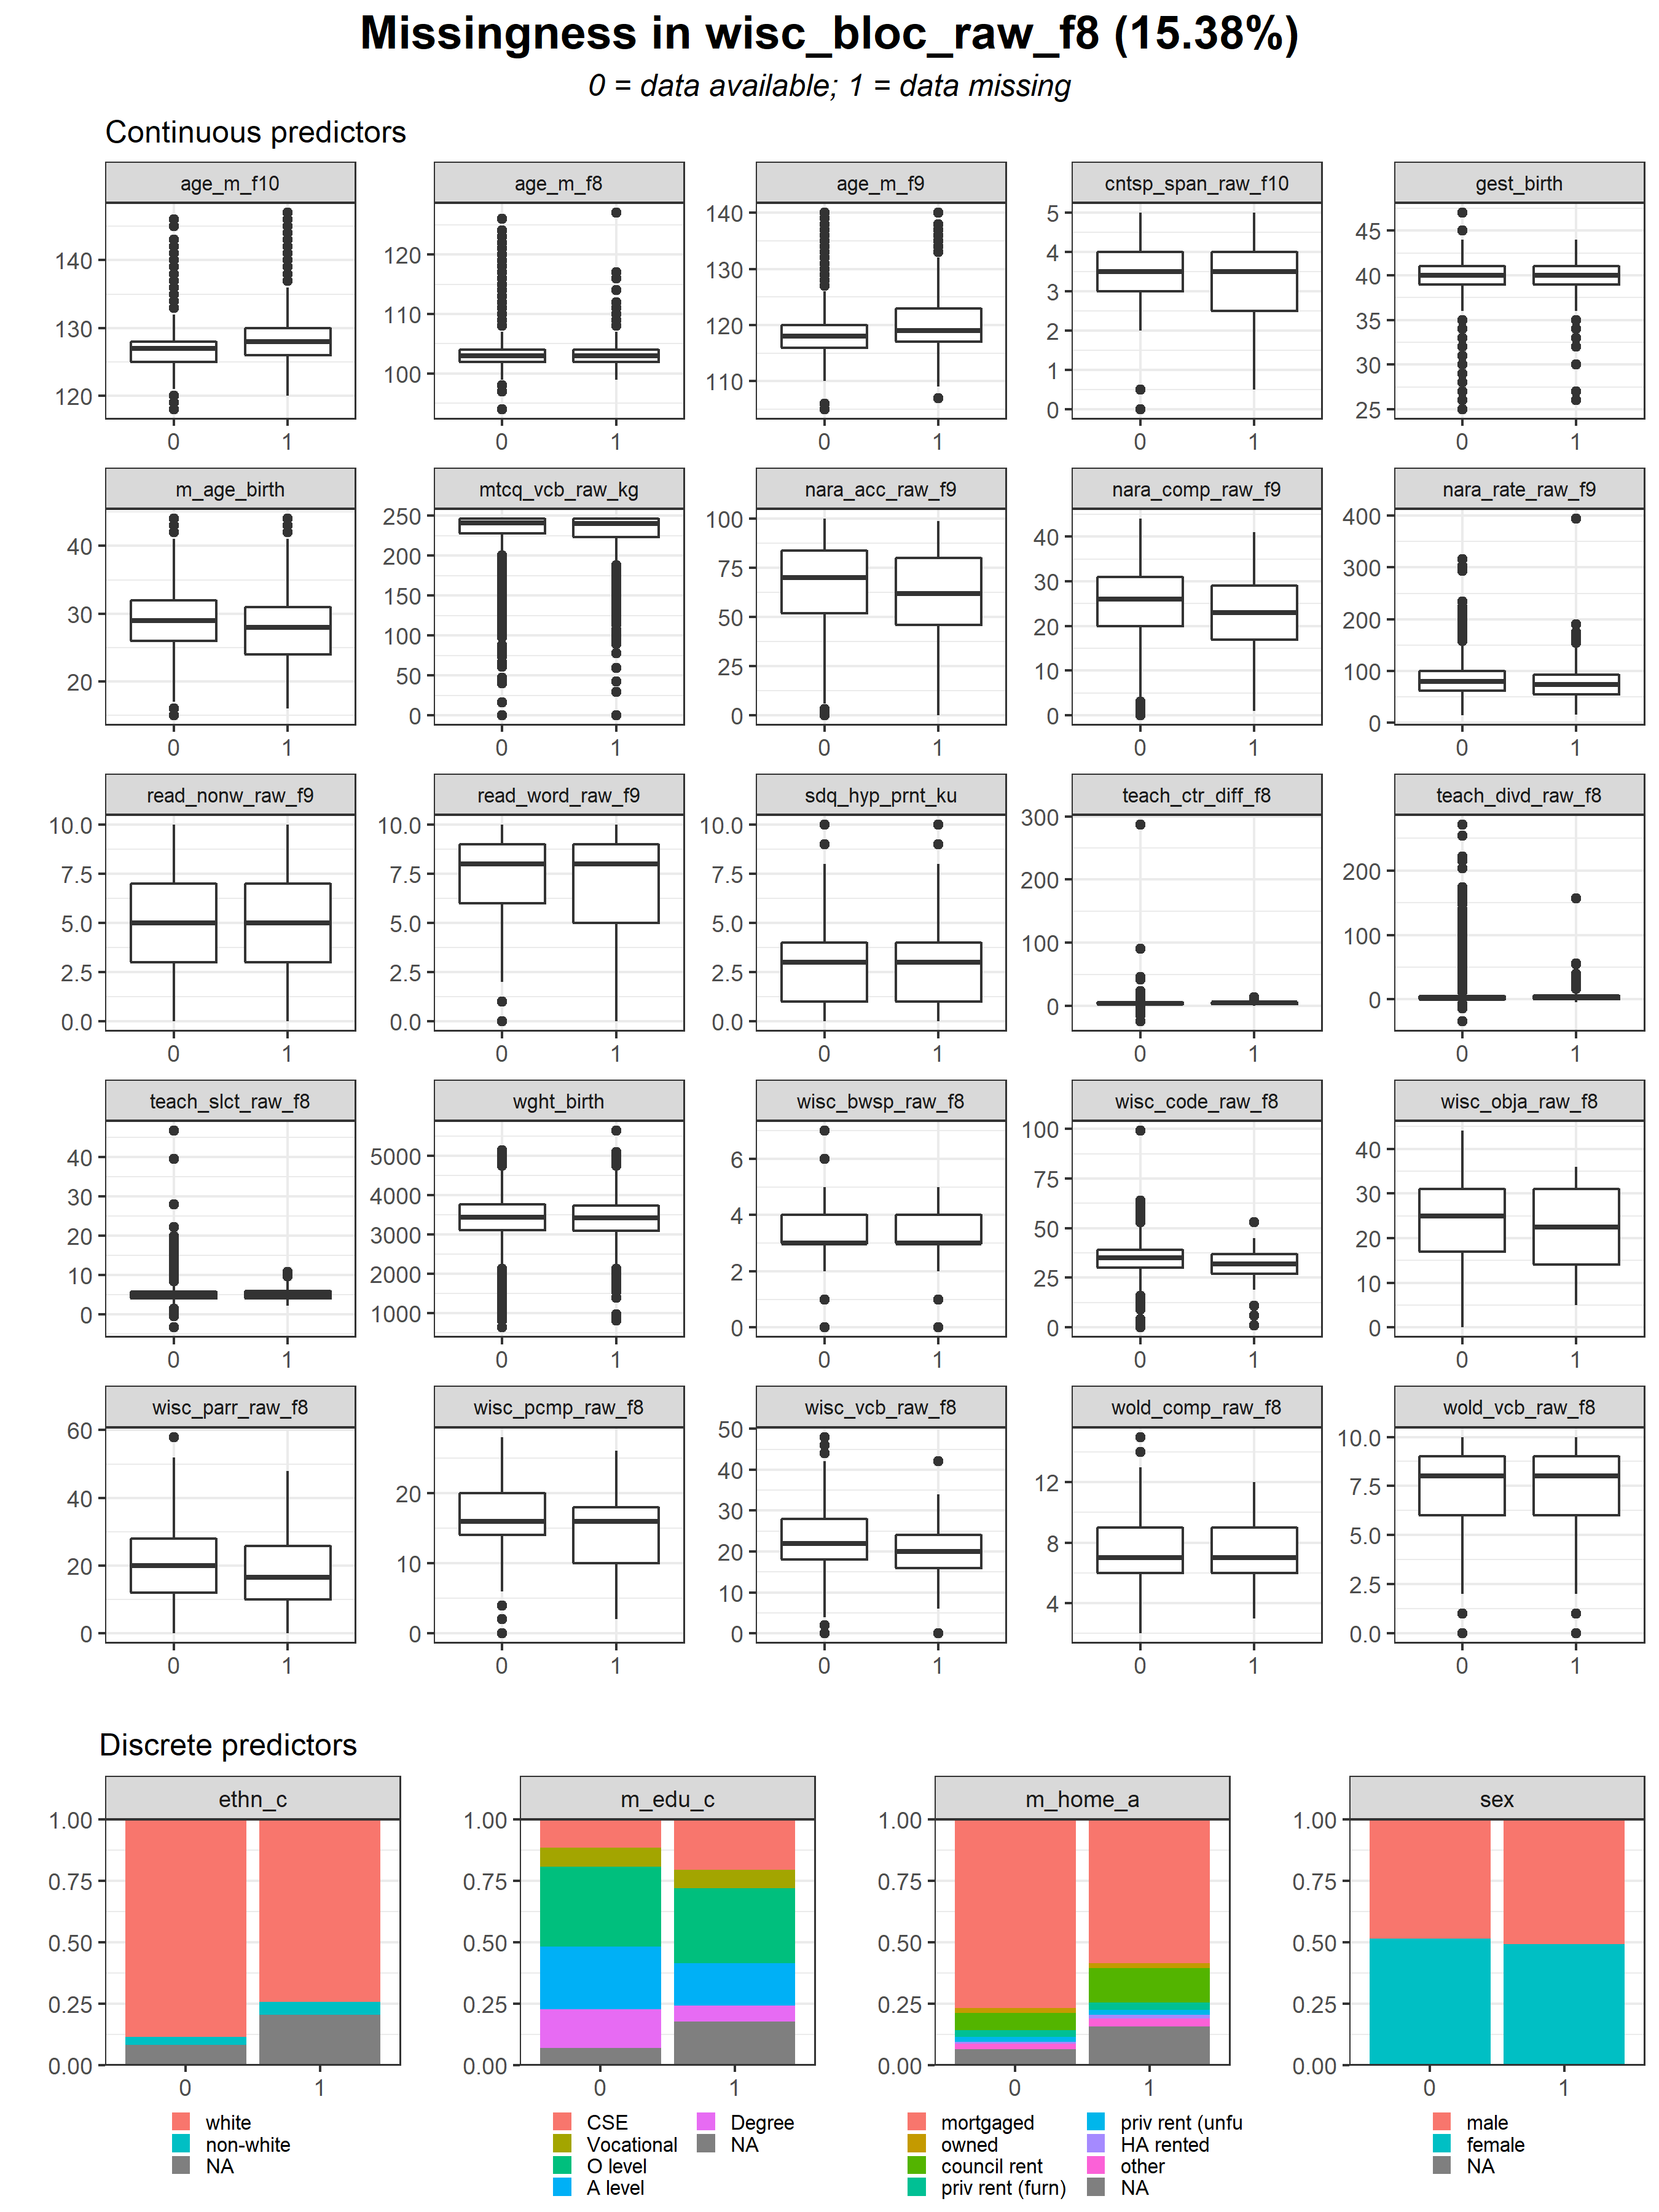 Missingness in wisc_bloc_raw_f8 (15.38%)
0 = data available; 1 = data missing
Continuous predictors
age_m_f10 age_m_f8 age_m_f9 cntsp_span_raw_f10 gest_birth
140 130 120
120 110 100
140 130 120 110
5 4 3 2 1 0
45 40 35 30 25
0 1 0 1 0 1 0 1 0 1
m_age_birth mtcq_vcb_raw_kg nara_acc_raw_f9 nara_comp_raw_f9 nara_rate_raw_f9
40 30 20
250 200 150 100 50 0
100 75 50 25 0
40 30 20 10 0
400 300 200 100 0
0 1 0 1 0 1 0 1 0 1
read_nonw_raw_f9 read_word_raw_f9 sdq_hyp_prnt_ku teach_ctr_diff_f8 teach_divd_raw_f8
10.0 7.5 5.0 2.5 0.0
10.0 7.5 5.0 2.5 0.0
10.0 7.5 5.0 2.5 0.0
300 200 100 0
200 100 0
0 1 0 1 0 1 0 1 0 1
teach_slct_raw_f8 wght_birth wisc_bwsp_raw_f8 wisc_code_raw_f8 wisc_obja_raw_f8
40 30 20 10 0
5000 4000 3000 2000 1000
6 4 2 0
100 75 50 25 0
40 30 20 10 0
0 1 0 1 0 1 0 1 0 1
wisc_parr_raw_f8 wisc_pcmp_raw_f8 wisc_vcb_raw_f8 wold_comp_raw_f8 wold_vcb_raw_f8
60 40 20 0
20 10 0
50 40 30 20 10 0
12 8 4
10.0 7.5 5.0 2.5 0.0
0 1 0 1 0 1 0 1 0 1
Discrete predictors
ethn_c m_edu_c m_home_a sex
1.00 1.00 1.00 1.00
0.75 0.75 0.75 0.75
0.50 0.50 0.50 0.50
0.25 0.25 0.25 0.25
0.00 0.00 0.00 0.00
0 1 0 1 0 1 0 1
white CSE Degree mortgaged priv rent (unfu male
non-white Vocational NA owned HA rented female
NA O level council rent other NA
A level priv rent (furn) NA